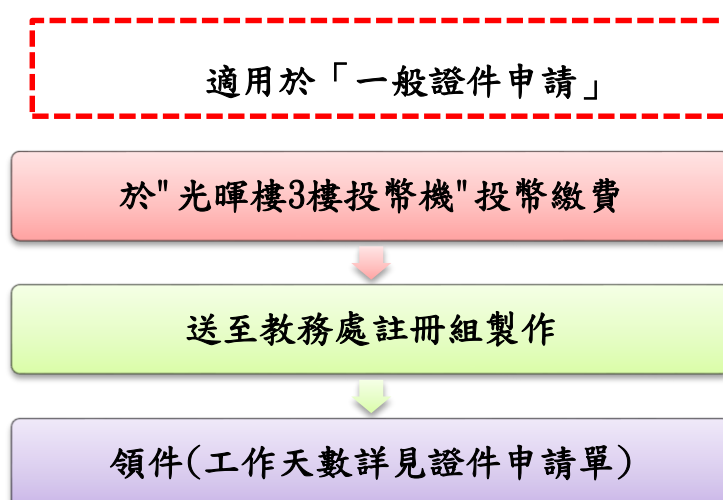 適用於「一般證件申請」
於"光暉樓3樓投幣機"投幣繳費
送至教務處註冊組製作
領件(工作天數詳見證件申請單)